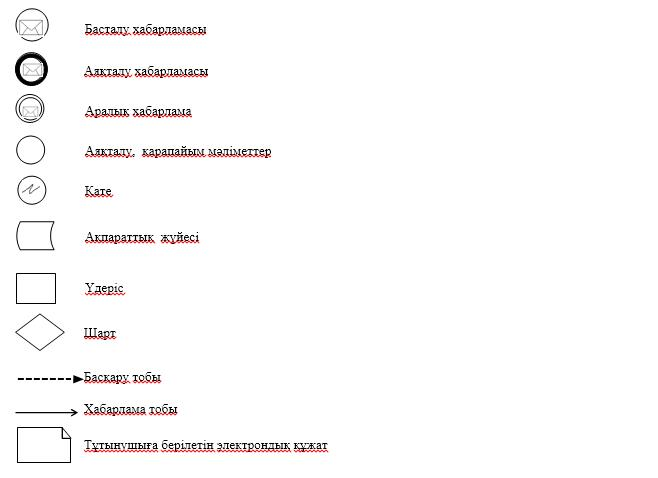 Басталу хабарламасы
Аяқталу хабарламасы
Аралық хабарлама
Аяқталу, қарапайым мәліметтер
Қате
Ақпараттық жүйесі
Үдеріс
Шарт
Басқару тобы
Хабарлама тобы
Тұтынушыға берілетін электрондық құжат